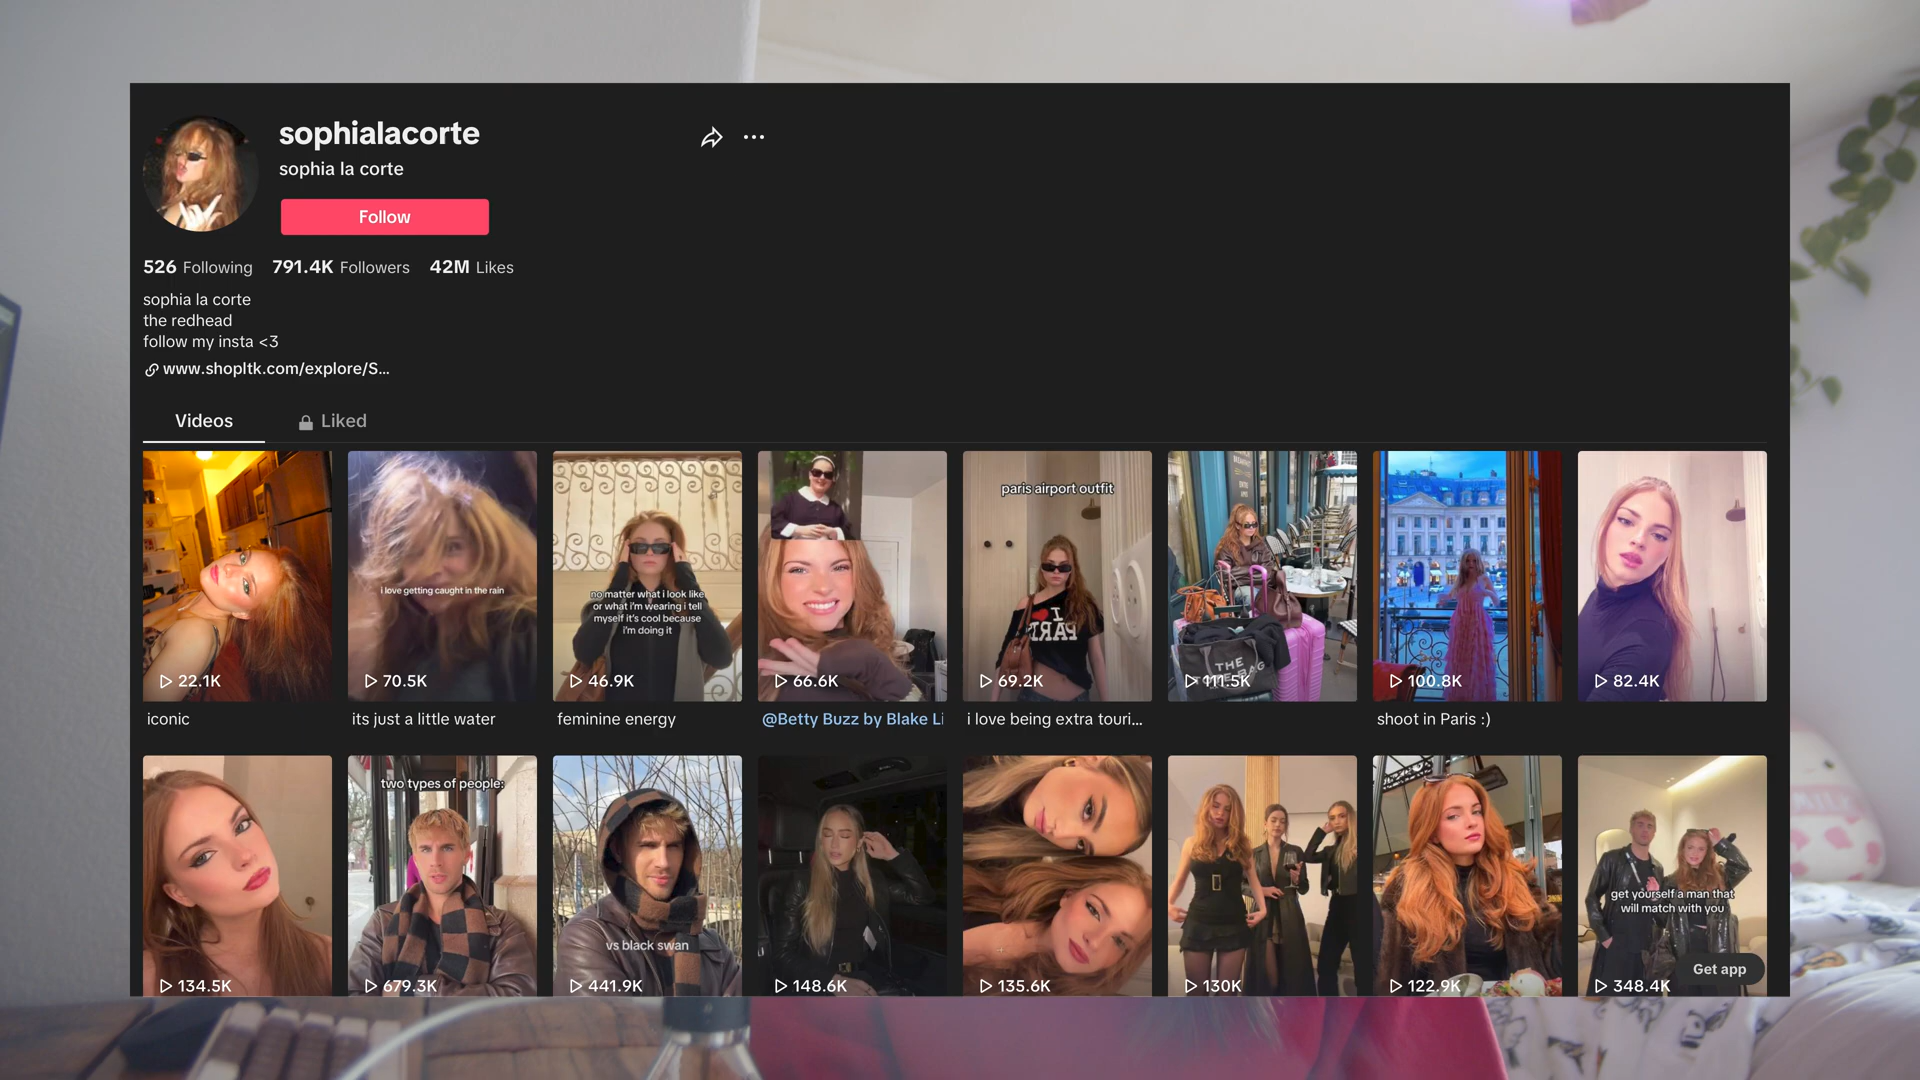 sophialacorte
sophia la corte
Follow
526 Following 791.4K Followers 42M Likes
sophia la corte
the redhead
follow my insta <3
www.shopltk.com/explore/S...
Videos
Liked
paris airport outfit
i love getting caught in the rain
no matter what i look like
or what i'm wearing i tell
myself it's cool because
i'm doing it
I
PARIS
THE
BAG
22.1K
70.5K
46.9K
66.6K
69.2K
111.5K
100.8K
82.4K
iconic
its just a little water
feminine energy
@Betty Buzz by Blake Li
i love being extra touri...
shoot in Paris :)
two types of people:
vs black swan
get yourself a man that
will match with you
Get app
134.5K
679.3K
441.9K
148.6K
135.6K
130K
122.9K
348.4K